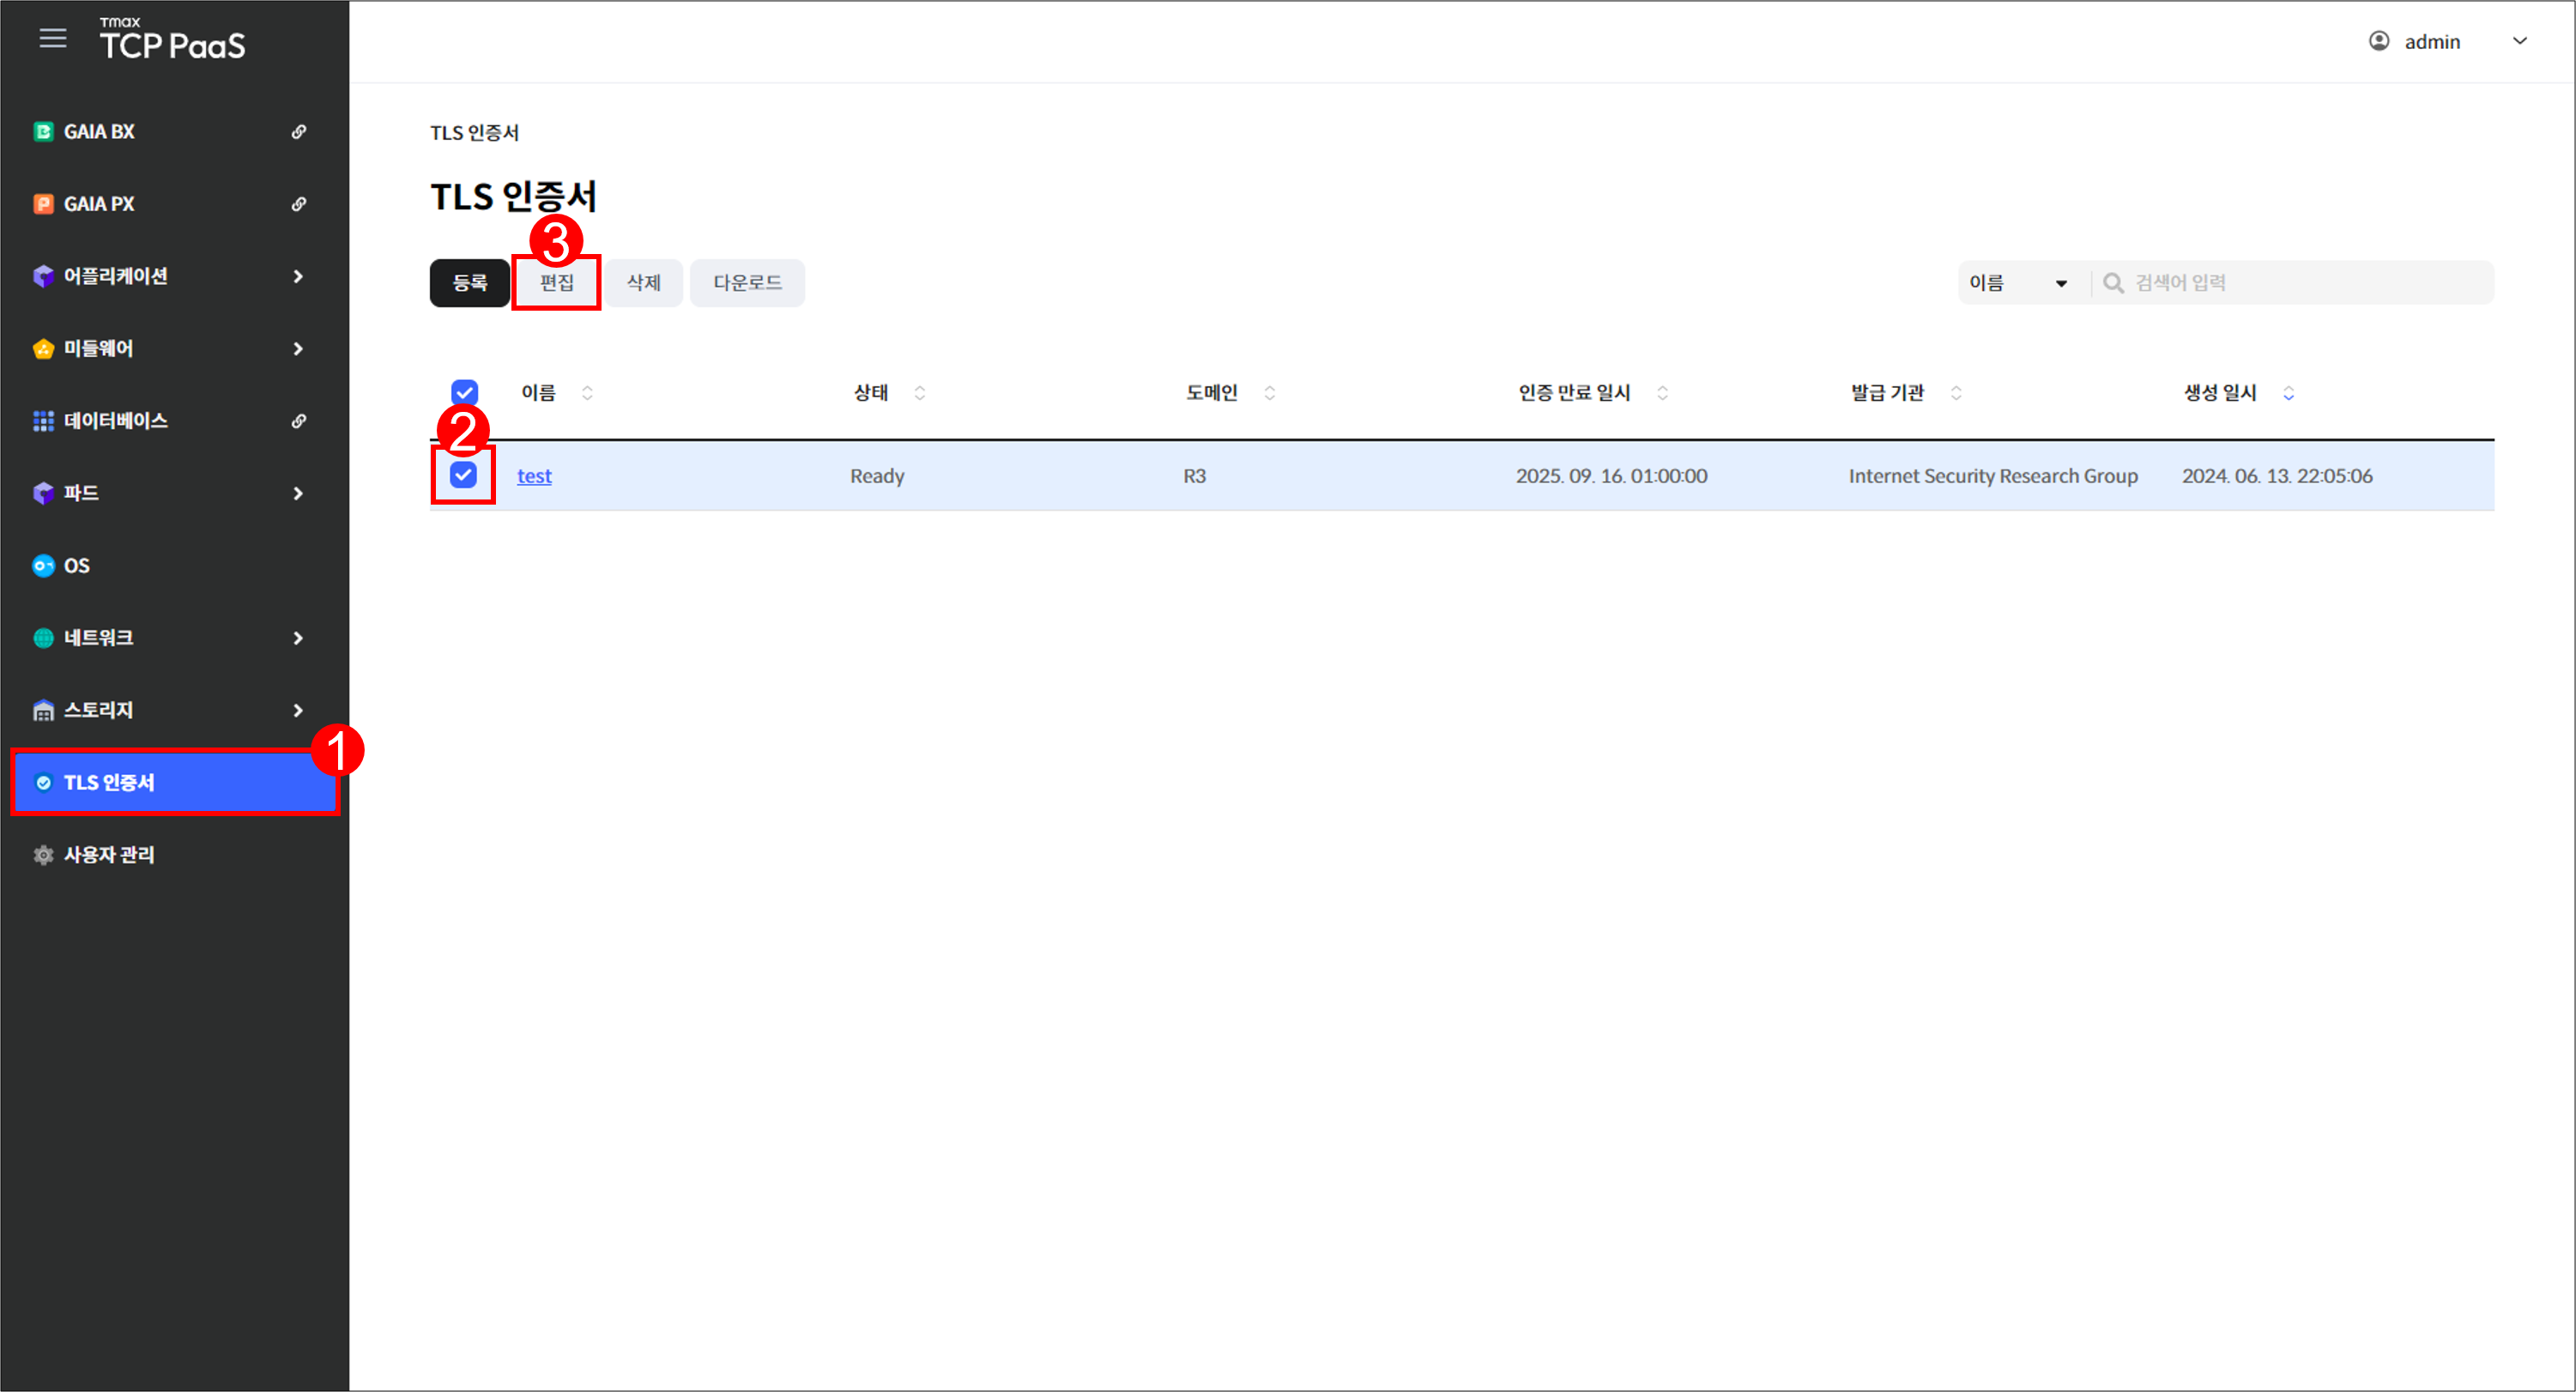 Tmax
TCP PaaS
admin
GAIA BX
GAIA PX
어플리케이션
미들웨어
데이터베이스
파드
OS
네트워크
스토리지
1
TLS 인증서
사용자 관리
TLS 인증서
TLS 인증서
3
등록 편집 삭제 다운로드
이름 검색어 입력
이름 상태 도메인 인증 만료 일시 발급 기관 생성 일시
2
test Ready R3 2025. 09. 16. 01:00:00 Internet Security Research Group 2024. 06. 13. 22:05:06